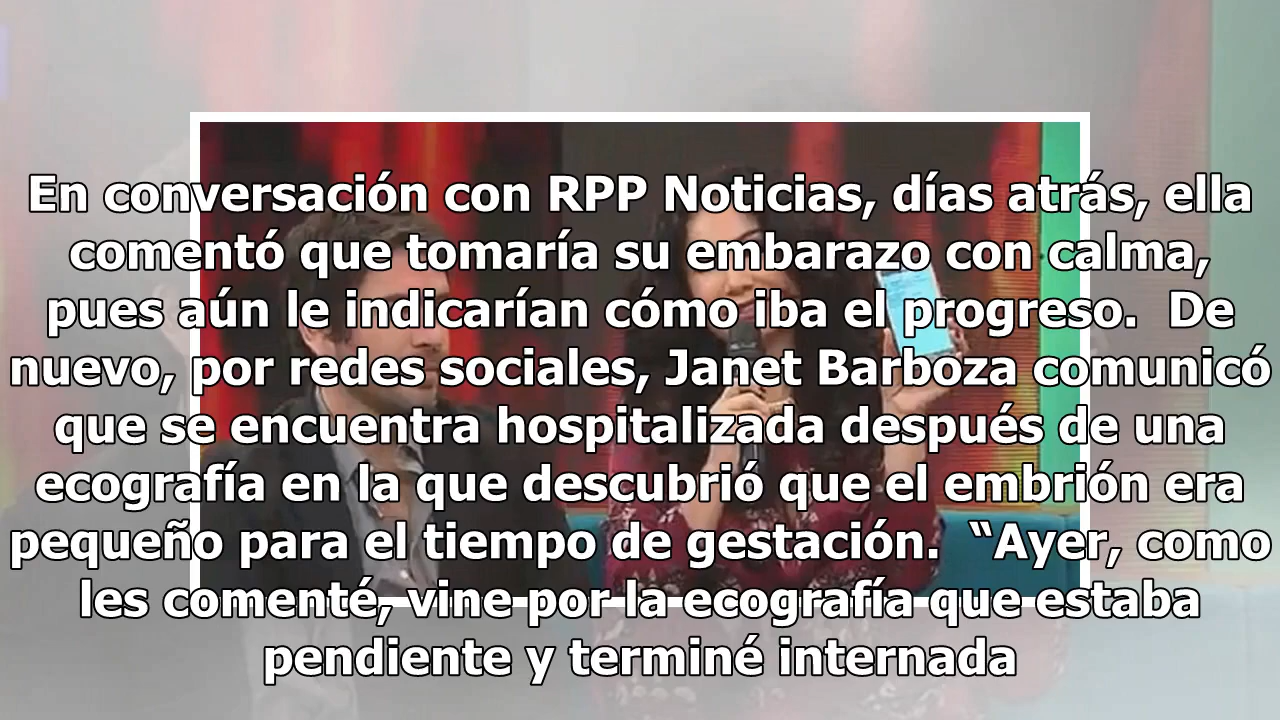 En conversación con RPP Noticias, días atrás, ella
comentó que tomaría su embarazo con calma,
pues aún le indicarían cómo iba el progreso.  De
nuevo, por redes sociales, Janet Barboza comunicó
que se encuentra hospitalizada después de una
ecografía en la que descubrió que el embrión era
pequeño para el tiempo de gestación.  “Ayer, como
les comenté, vine por la ecografía que estaba
pendiente y terminé internada